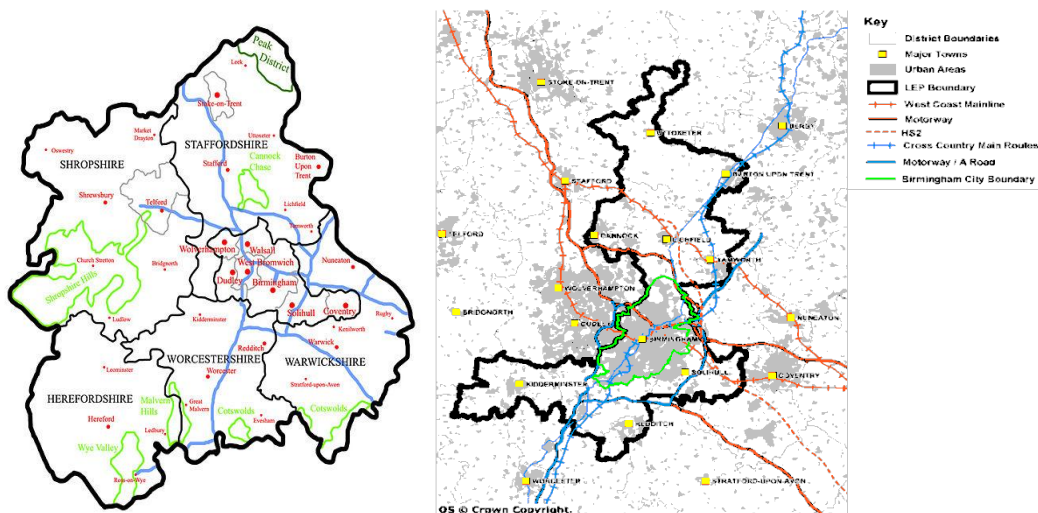 Peak
District
Leek
Stoke-on-Trent
Market
Drayton
Oswestry
STAFFORDSHIRE
Uttoxeter
SHROPSHIRE
Cannock
Chase
Burton
Upon
Trent
Stafford
Shrewsbury
Telford
Lichfield
Tamworth
Wolverhampton
Walsall
West Bromwich
Nuneaton
Church Stretton
Bridgnorth
Dudley
Birmingham
Shropshire Hills
Solihull
Coventry
Rugby
Ludlow
Kidderminster
Kenilworth
Redditch
Warwick
WORCESTERSHIRE
WARWICKSHIRE
Leominster
Worcester
Stratford-upon-Avon
HEREFORDSHIRE
Malvern
Hills
Great
Malvern
Cotswolds
Cotswolds
Hereford
Evesham
Ledbury
Wye Valley
Ross-on-Wye
STOKE-ON-TRENT
UTTOXETER
DERBY
STAFFORD
BURTON UPON TRENT
TELFORD
CANNOCK
LICHFIELD
TAMWORTH
WOLVERHAMPTON
BRIDGNORTH
DUDLEY
NUNEATON
BIRMINGHAM
SOLIHULL
COVENTRY
KIDDERMINSTER
REDDITCH
WORCESTER
STRATFORD-UPON-AVON
OS © Crown Copyright.
Key
District Boundaries
Major Towns
Urban Areas
LEP Boundary
West Coast Mainline
Motorway
HS2
Cross Country Main Routes
Motorway / A Road
Birmingham City Boundary